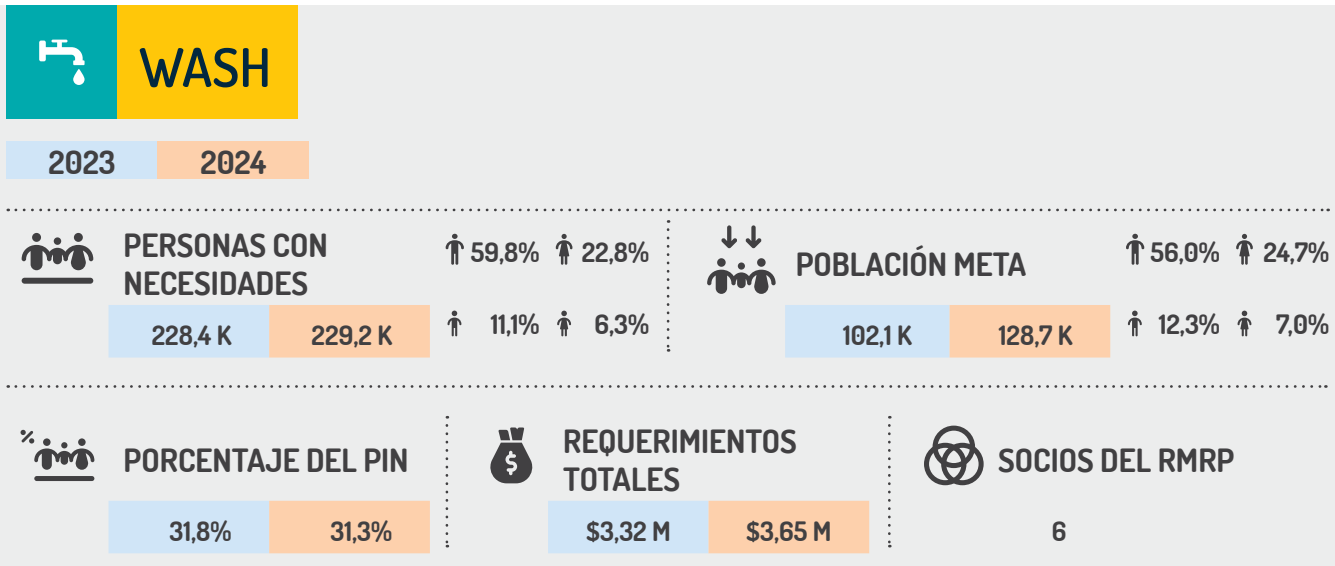 WASH
2023 2024
PERSONAS CON
NECESIDADES
228,4 K 229,2 K
59,8% 22,8%
11,1% 6,3%
POBLACIÓN META
102,1 K 128,7 K
56,0% 24,7%
12,3% 7,0%
%
PORCENTAJE DEL PIN
31,8% 31,3%
$
REQUERIMIENTOS
TOTALES
$3,32 M $3,65 M
SOCIOS DEL RMRP
6